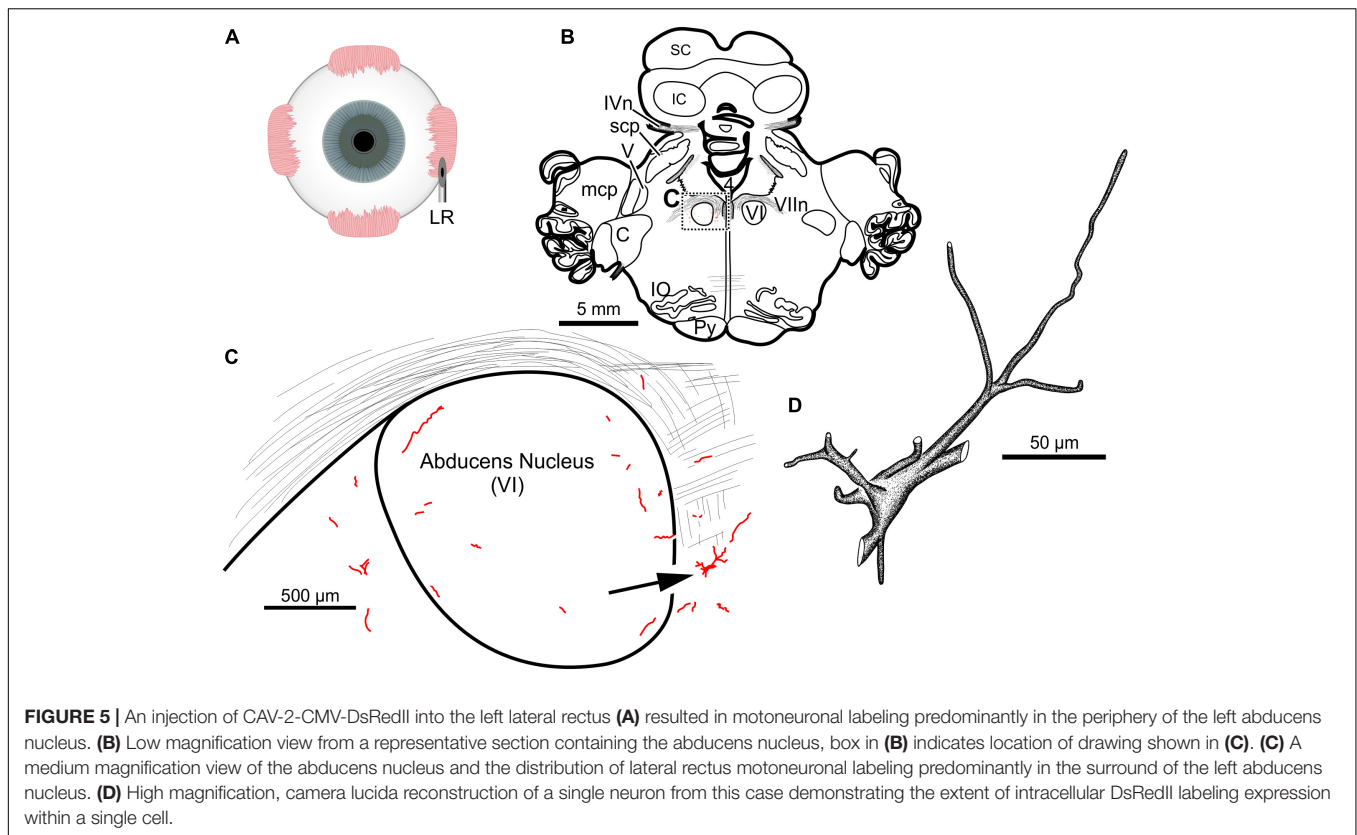 A
LR
B
SC
IC
IVn
scp
V
mcp
4
C
VI
VIIn
C
IO
5 mm
Py
C
Abducens Nucleus
(VI)
500 µm
D
50 µm
FIGURE 5 | An injection of CAV-2-CMV-DsRedII into the left lateral rectus (A) resulted in motoneuronal labeling predominantly in the periphery of the left abducens
nucleus. (B) Low magnification view from a representative section containing the abducens nucleus, box in (B) indicates location of drawing shown in (C). (C) A
medium magnification view of the abducens nucleus and the distribution of lateral rectus motoneuronal labeling predominantly in the surround of the left abducens
nucleus. (D) High magnification, camera lucida reconstruction of a single neuron from this case demonstrating the extent of intracellular DsRedII labeling expression
within a single cell.